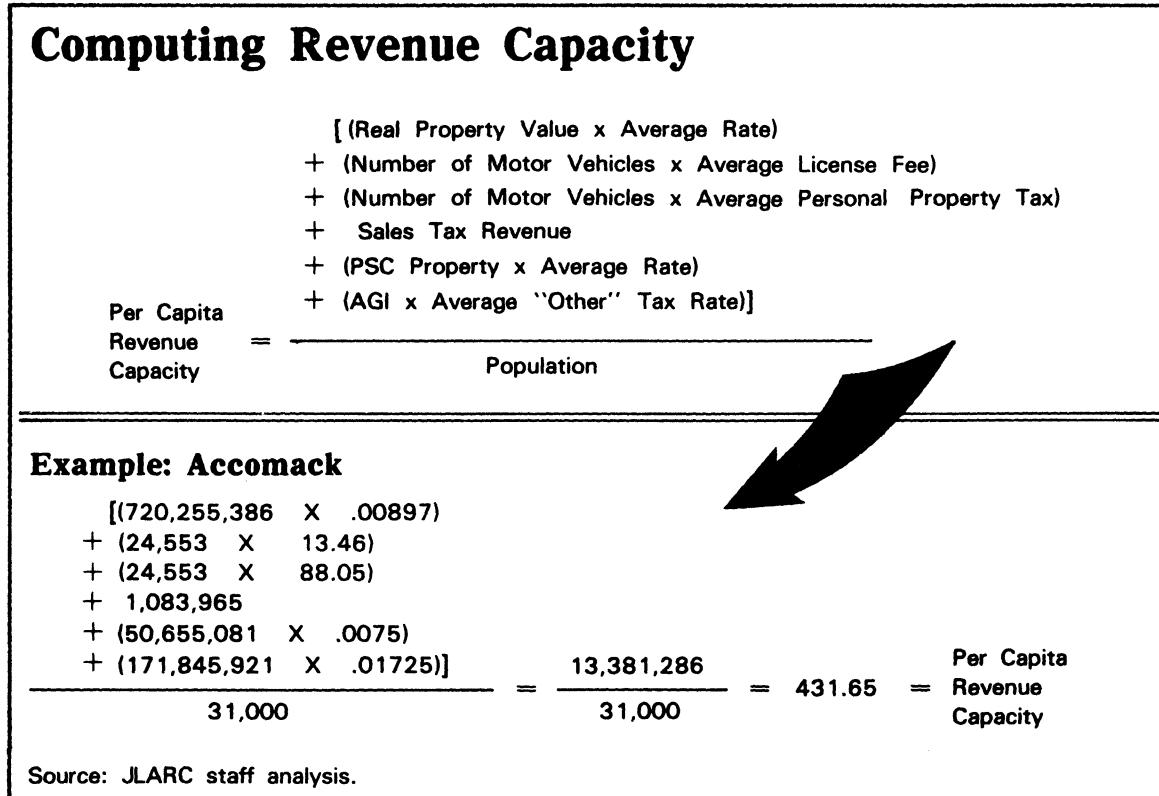 Computing Revenue Capacity
[ (Real Property Value x Average Rate)
+ (Number of Motor Vehicles x Average License Fee)
+ (Number of Motor Vehicles x Average Personal Property Tax)
+ Sales Tax Revenue
+ (PSC Property x Average Rate)
+ (AGI x Average ``Other'' Tax Rate)]
Per Capita
Revenue =
Capacity
Population
Example: Accomack
[(720,255,386 X .00897)
+ (24,553 X 13.46)
+ (24,553 X 88.05)
+ 1,083,965
+ (50,655,081 X .0075)
+ (171,845,921 X .01725)]
31,000
=
13,381,286
31,000
= 431.65 =
Per Capita
Revenue
Capacity
Source: JLARC staff analysis.